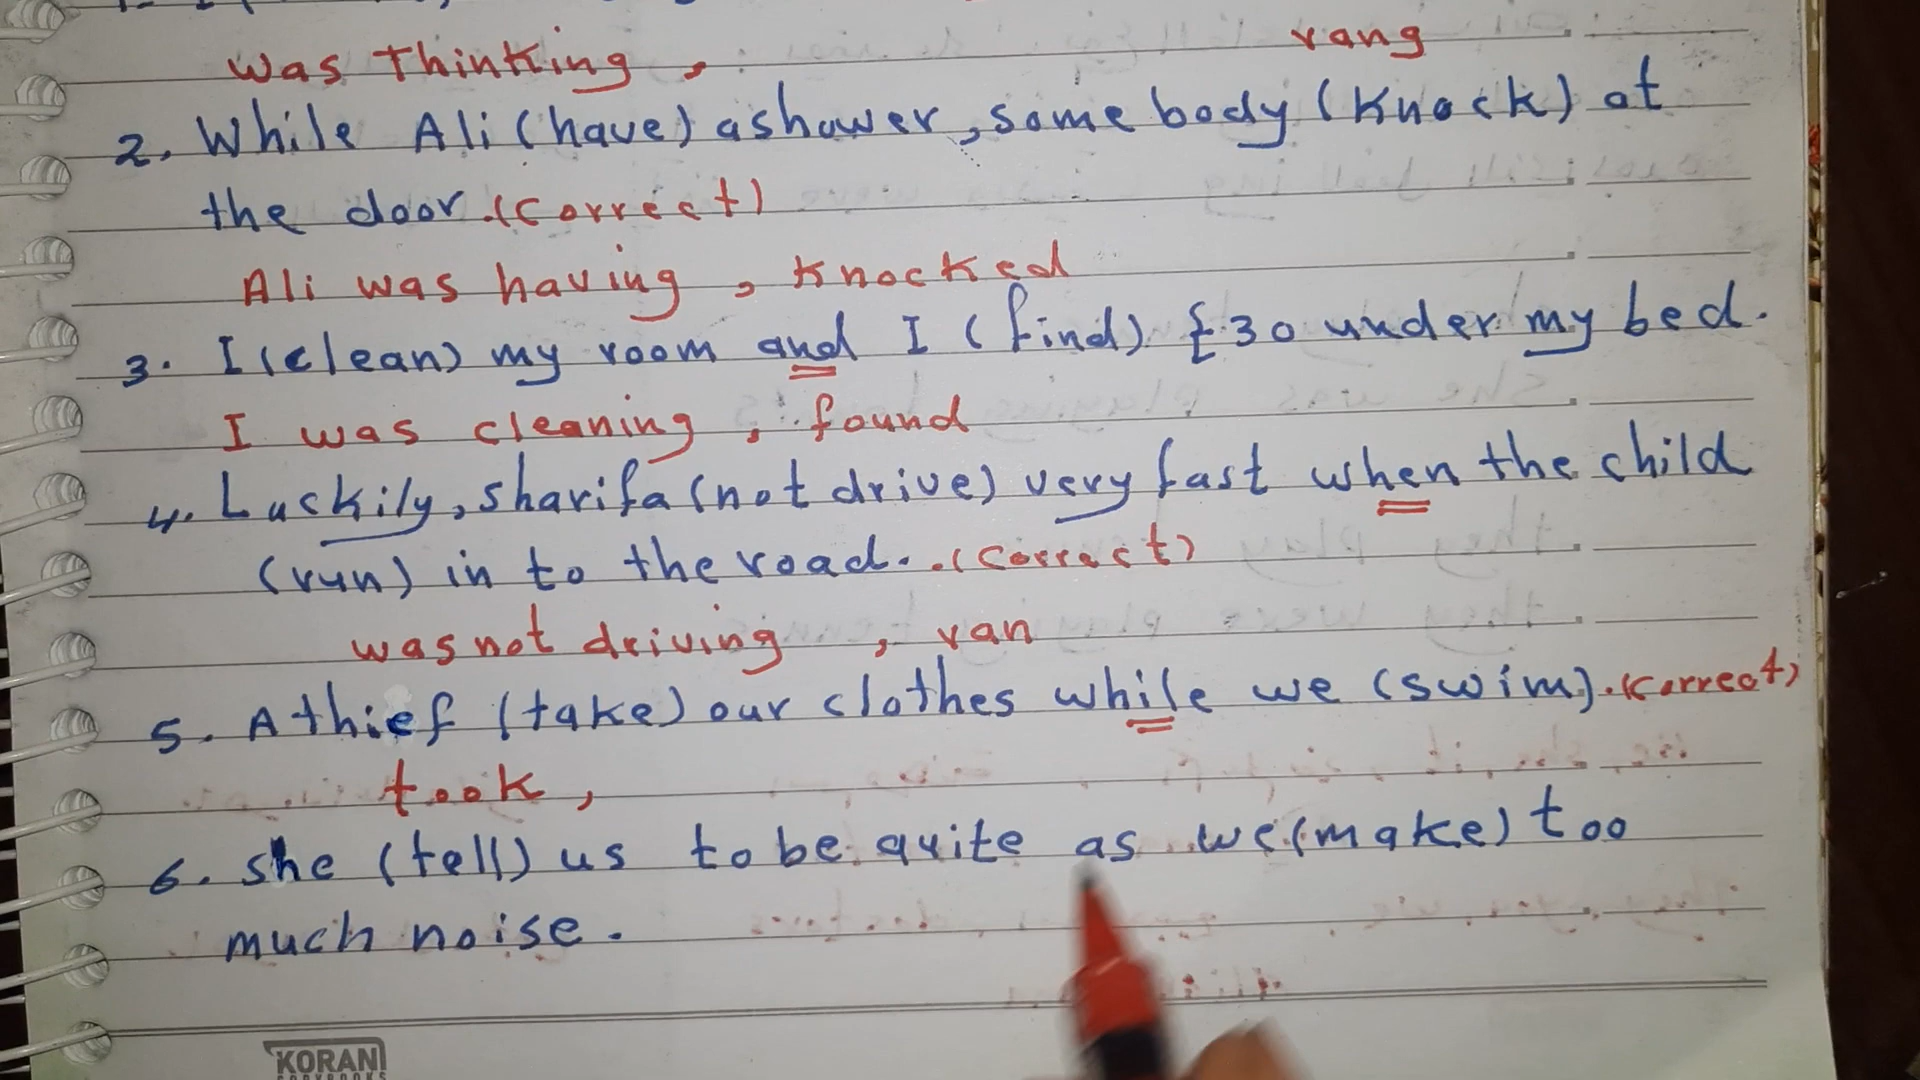 was Thinking , rang
2. While Ali (have) a shower, some body (knock) at
the door. (correct)
Ali was having , knocked
3. I (clean) my room and I (find) £30 under my bed.
I was cleaning , found
4. Luckily, sharifa (not drive) very fast when the child
(run) in to the road. . (correct)
was not driving , ran
5. A thief (take) our clothes while we (swim). (correct)
took ,
6. she (tell) us to be quite as we (make) too
much noise.
KORAN
COPYBOOKS